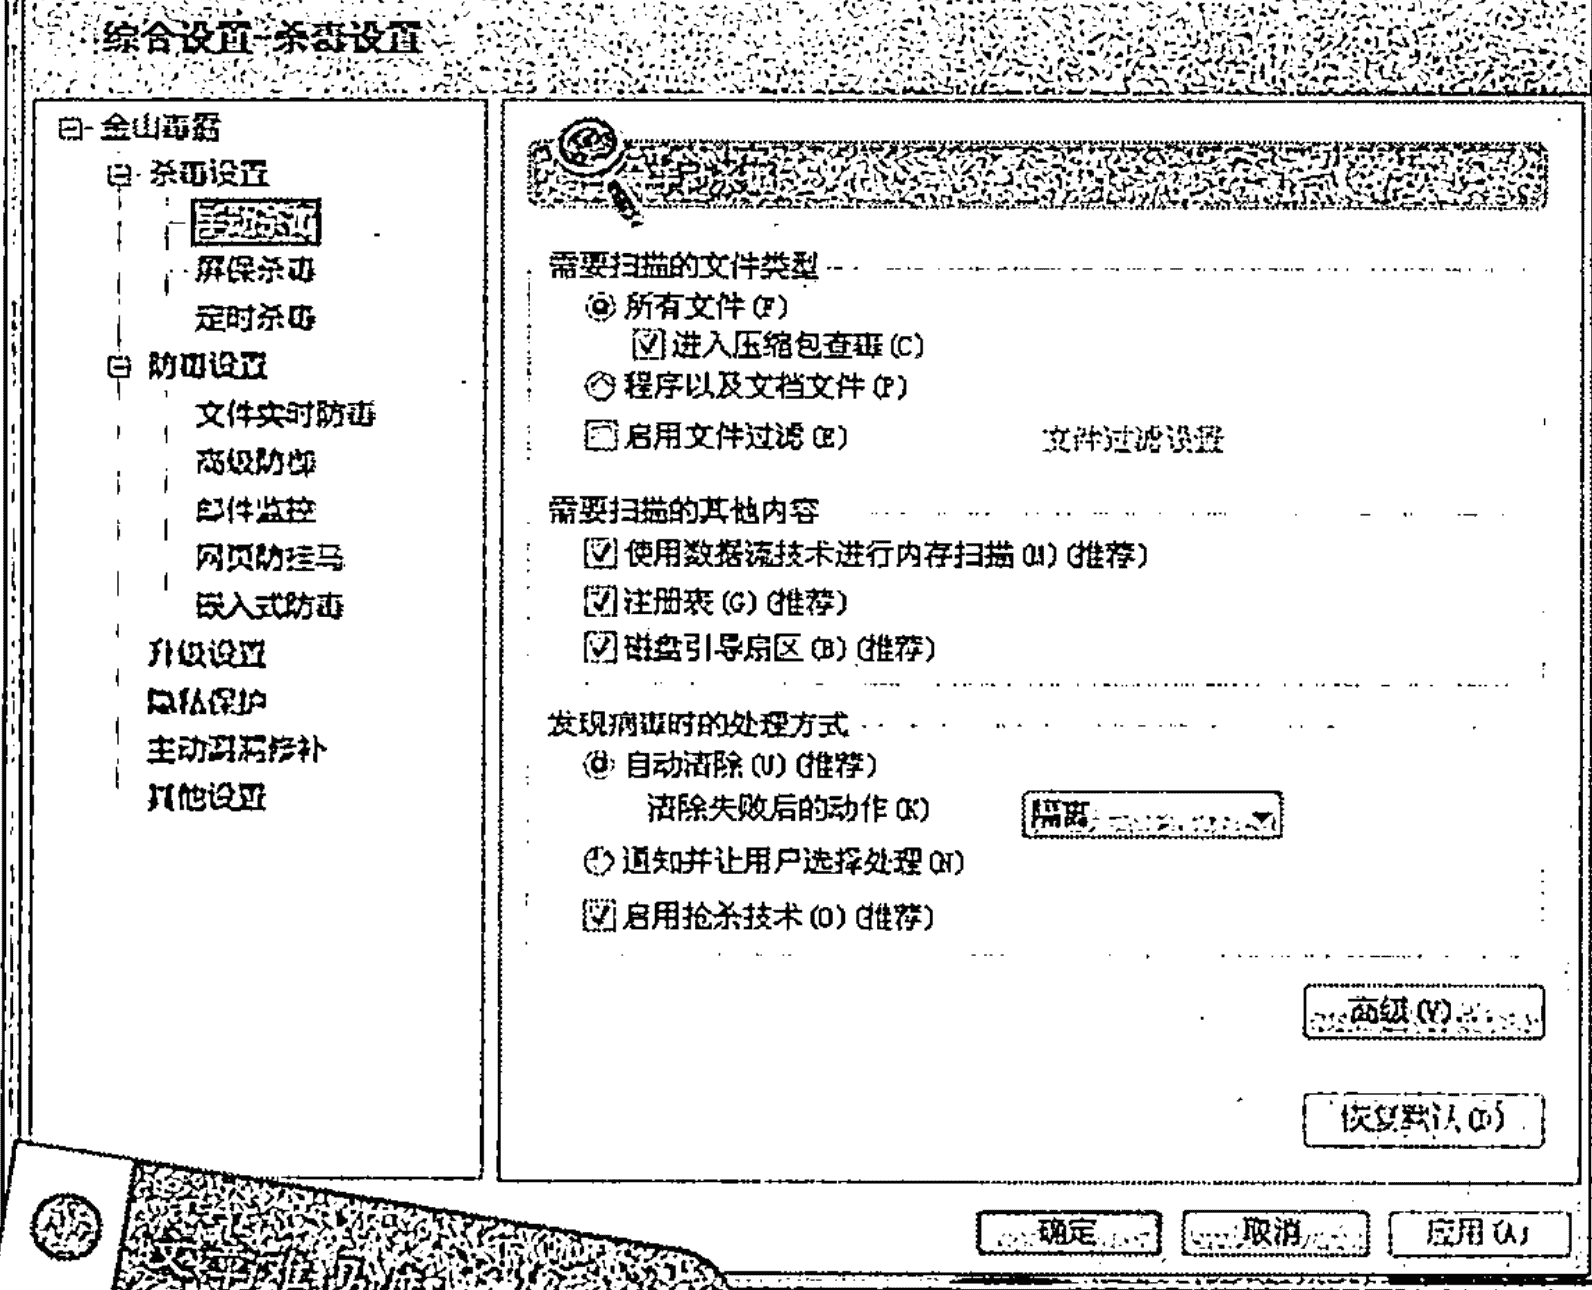 综合设置-杀毒设置
金山毒霸
杀毒设置
手动杀毒
屏保杀毒
定时杀毒
防毒设置
文件实时防毒
高级防御
邮件监控
网页防挂马
嵌入式防毒
升级设置
隐私保护
主动漏洞修补
其他设置
手动杀毒
需要扫描的文件类型
所有文件(F)
进入压缩包查毒(C)
程序以及文档文件(P)
启用文件过滤(E) 文件过滤设置
需要扫描的其他内容
使用数据流技术进行内存扫描(M)(推荐)
注册表(G)(推荐)
磁盘引导扇区(B)(推荐)
发现病毒时的处理方式
自动清除(U)(推荐)
清除失败后的动作(K) 隔离
通知并让用户选择处理(N)
启用抢杀技术(O)(推荐)
高级(V)
恢复默认(D)
确定 取消 应用(A)